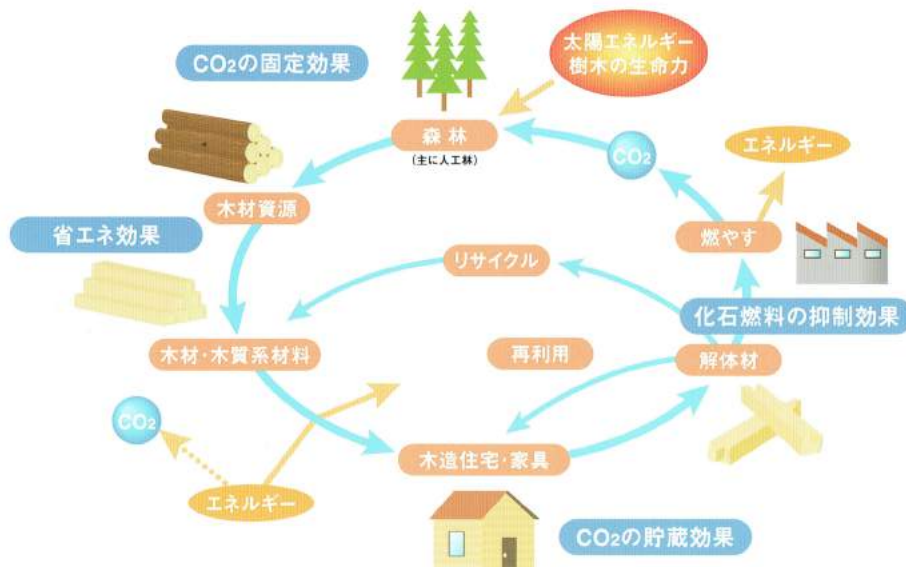 CO₂の固定効果
太陽エネルギー
樹木の生命力
森林
(主に人工林)
CO₂
エネルギー
木材資源
省エネ効果
燃やす
リサイクル
化石燃料の抑制効果
木材・木質系材料
再利用
解体材
CO₂
木造住宅・家具
エネルギー
CO₂の貯蔵効果